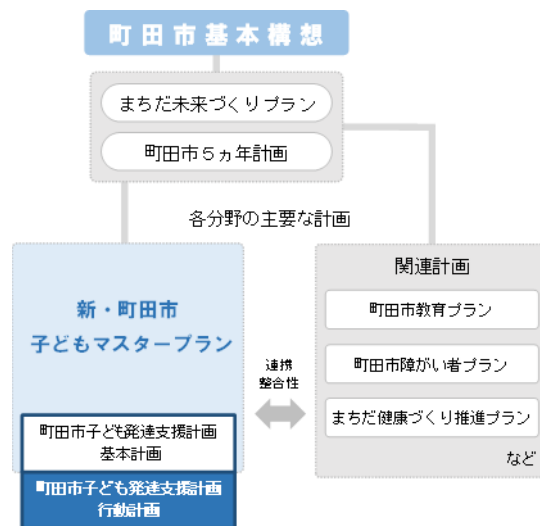 町田市基本構想
まちだ未来づくりプラン
町田市５ヵ年計画
各分野の主要な計画
新・町田市
子どもマスタープラン
町田市子ども発達支援計画
基本計画
町田市子ども発達支援計画
行動計画
連携
整合性
関連計画
町田市教育プラン
町田市障がい者プラン
まちだ健康づくり推進プラン
など